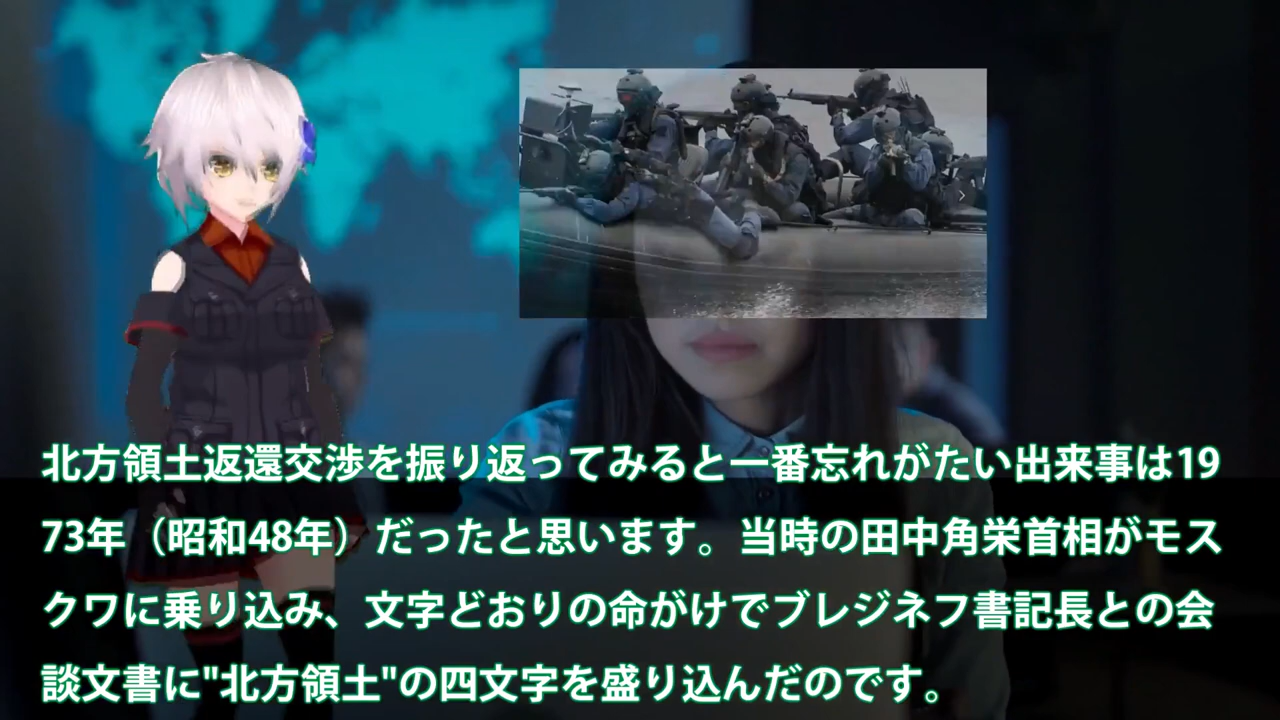 北方領土返還交渉を振り返ってみると一番忘れがたい出来事は19
73年（昭和48年）だったと思います。当時の田中角栄首相がモス
クワに乗り込み、文字どおりの命がけでブレジネフ書記長との会
談文書に"北方領土"の四文字を盛り込んだのです。